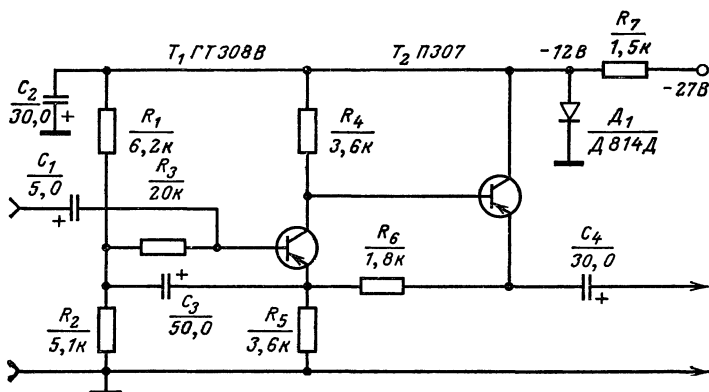 T₁ ГТ308В
T₂ П307
-12В
R₇
1,5к
-27В
C₂
30,0 +
R₁
6,2к
R₄
3,6к
Д₁
Д814Д
C₁
5,0
+
R₃
20к
R₆
1,8к
C₄
30,0
+
+
C₃
50,0
R₂
5,1к
R₅
3,6к